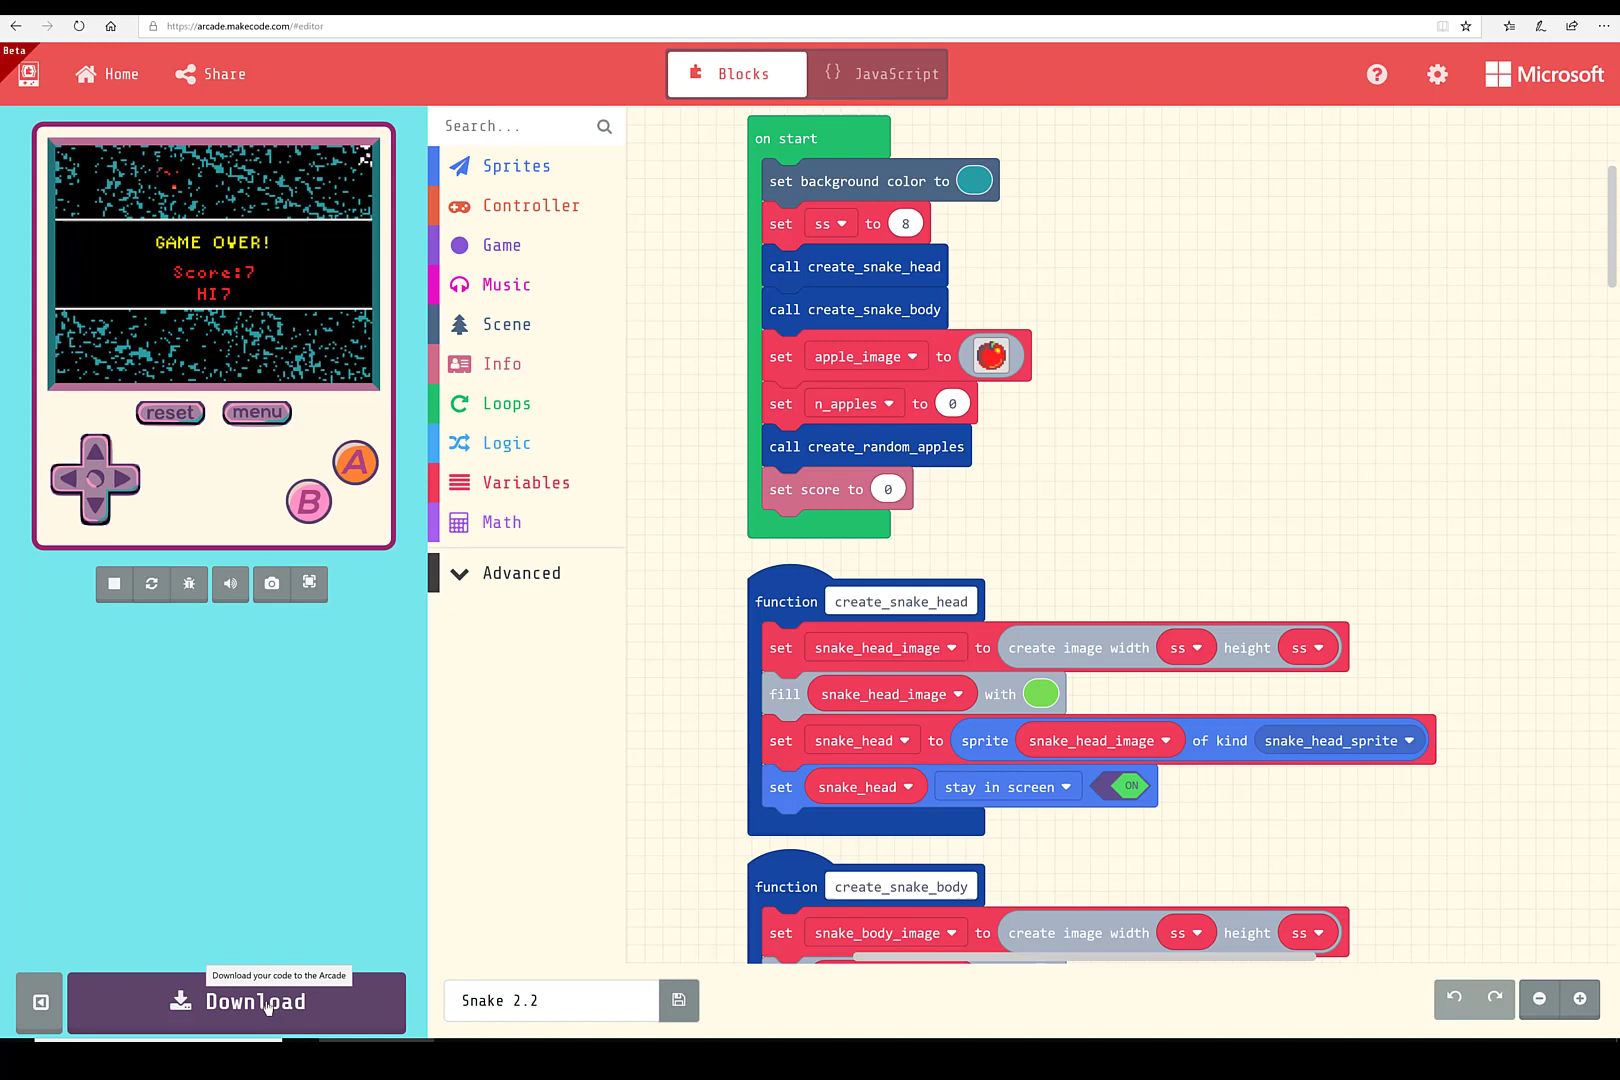 https://arcade.makecode.com/#editor
Beta
Home
Share
Blocks
{} JavaScript
?
Microsoft
GAME OVER!
Score:7
HI7
reset
menu
A
B
Search...
Sprites
Controller
Game
Music
Scene
Info
Loops
Logic
Variables
Math
Advanced
on start
set background color to
set ss to 8
call create_snake_head
call create_snake_body
set apple_image to
set n_apples to 0
call create_random_apples
set score to 0
function create_snake_head
set snake_head_image to create image width ss height ss
fill snake_head_image with
set snake_head to sprite snake_head_image of kind snake_head_sprite
set snake_head stay in screen ON
function create_snake_body
set snake_body_image to create image width ss height ss
Download your code to the Arcade
Download
Snake 2.2